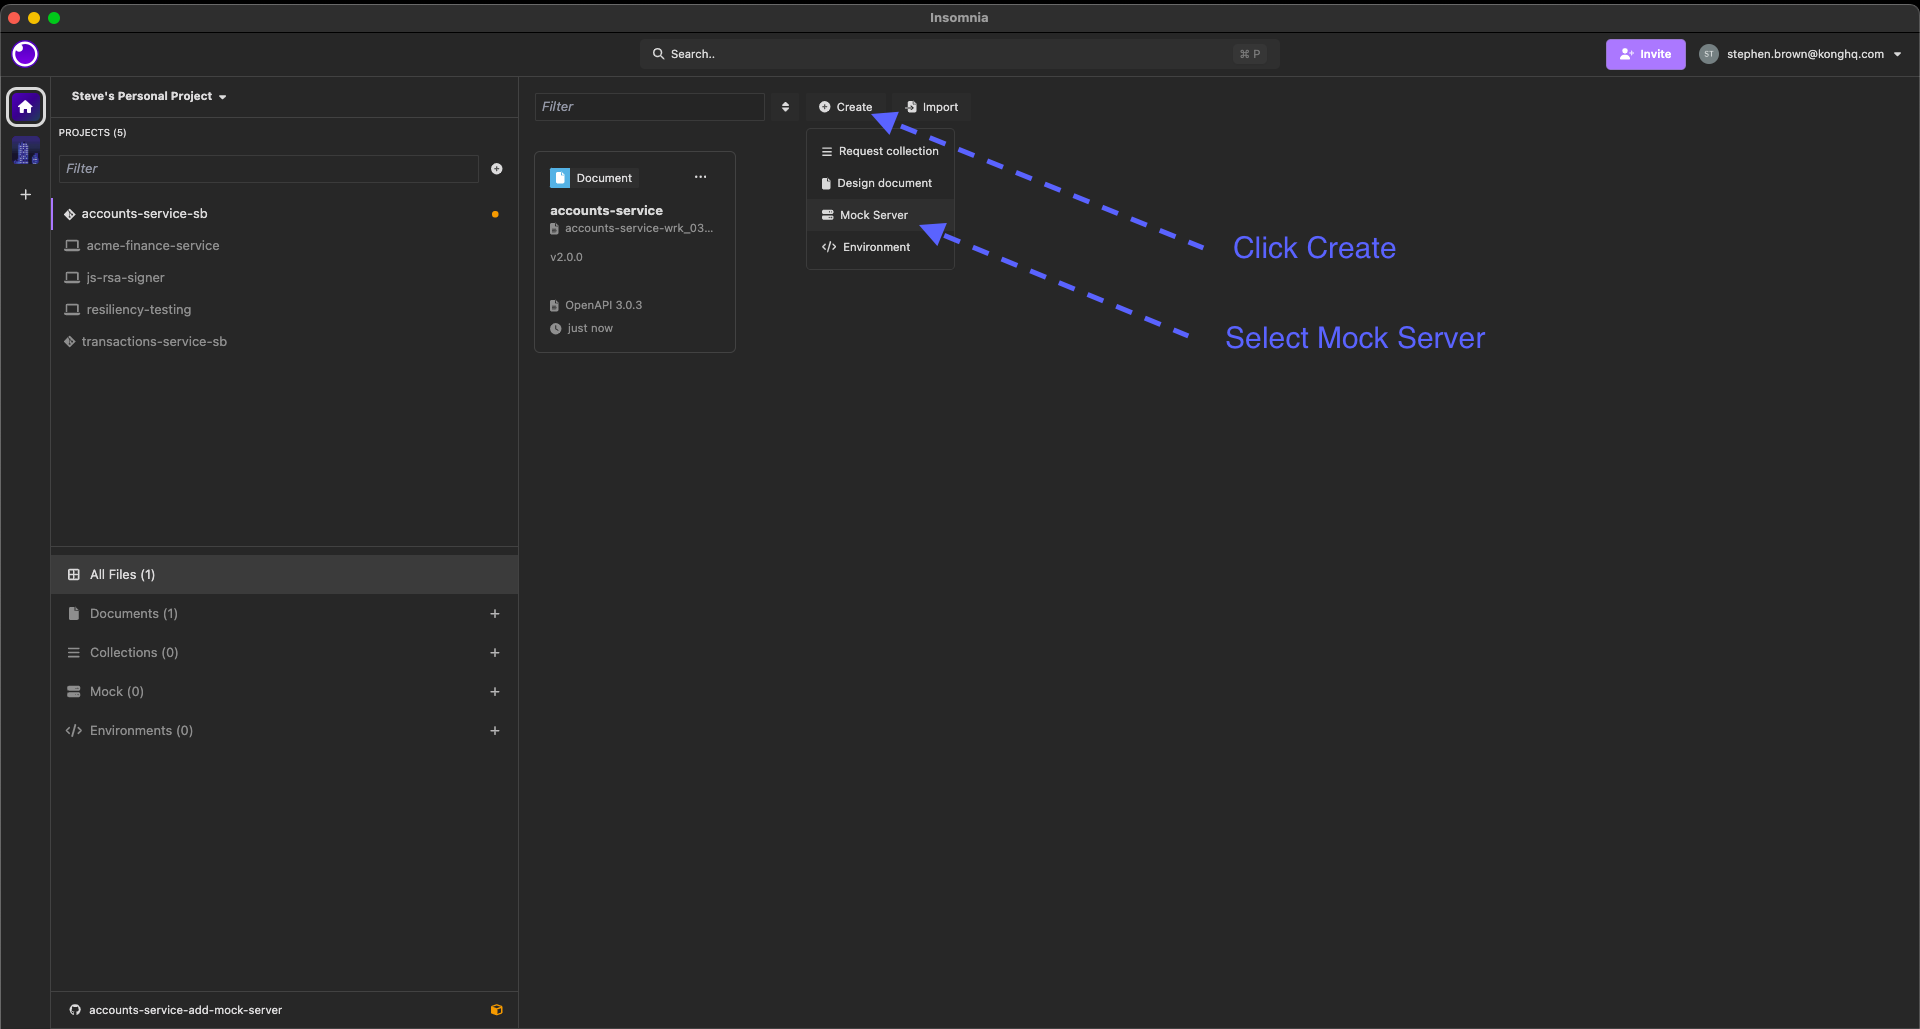 Insomnia
Search..
⌘ P
Invite
ST
stephen.brown@konghq.com
Steve's Personal Project
PROJECTS (5)
Filter
accounts-service-sb
acme-finance-service
js-rsa-signer
resiliency-testing
transactions-service-sb
All Files (1)
Documents (1)
Collections (0)
Mock (0)
Environments (0)
accounts-service-add-mock-server
Filter
Create
Import
Request collection
Design document
Mock Server
Environment
Document
accounts-service
accounts-service-wrk_03...
v2.0.0
OpenAPI 3.0.3
just now
Click Create
Select Mock Server